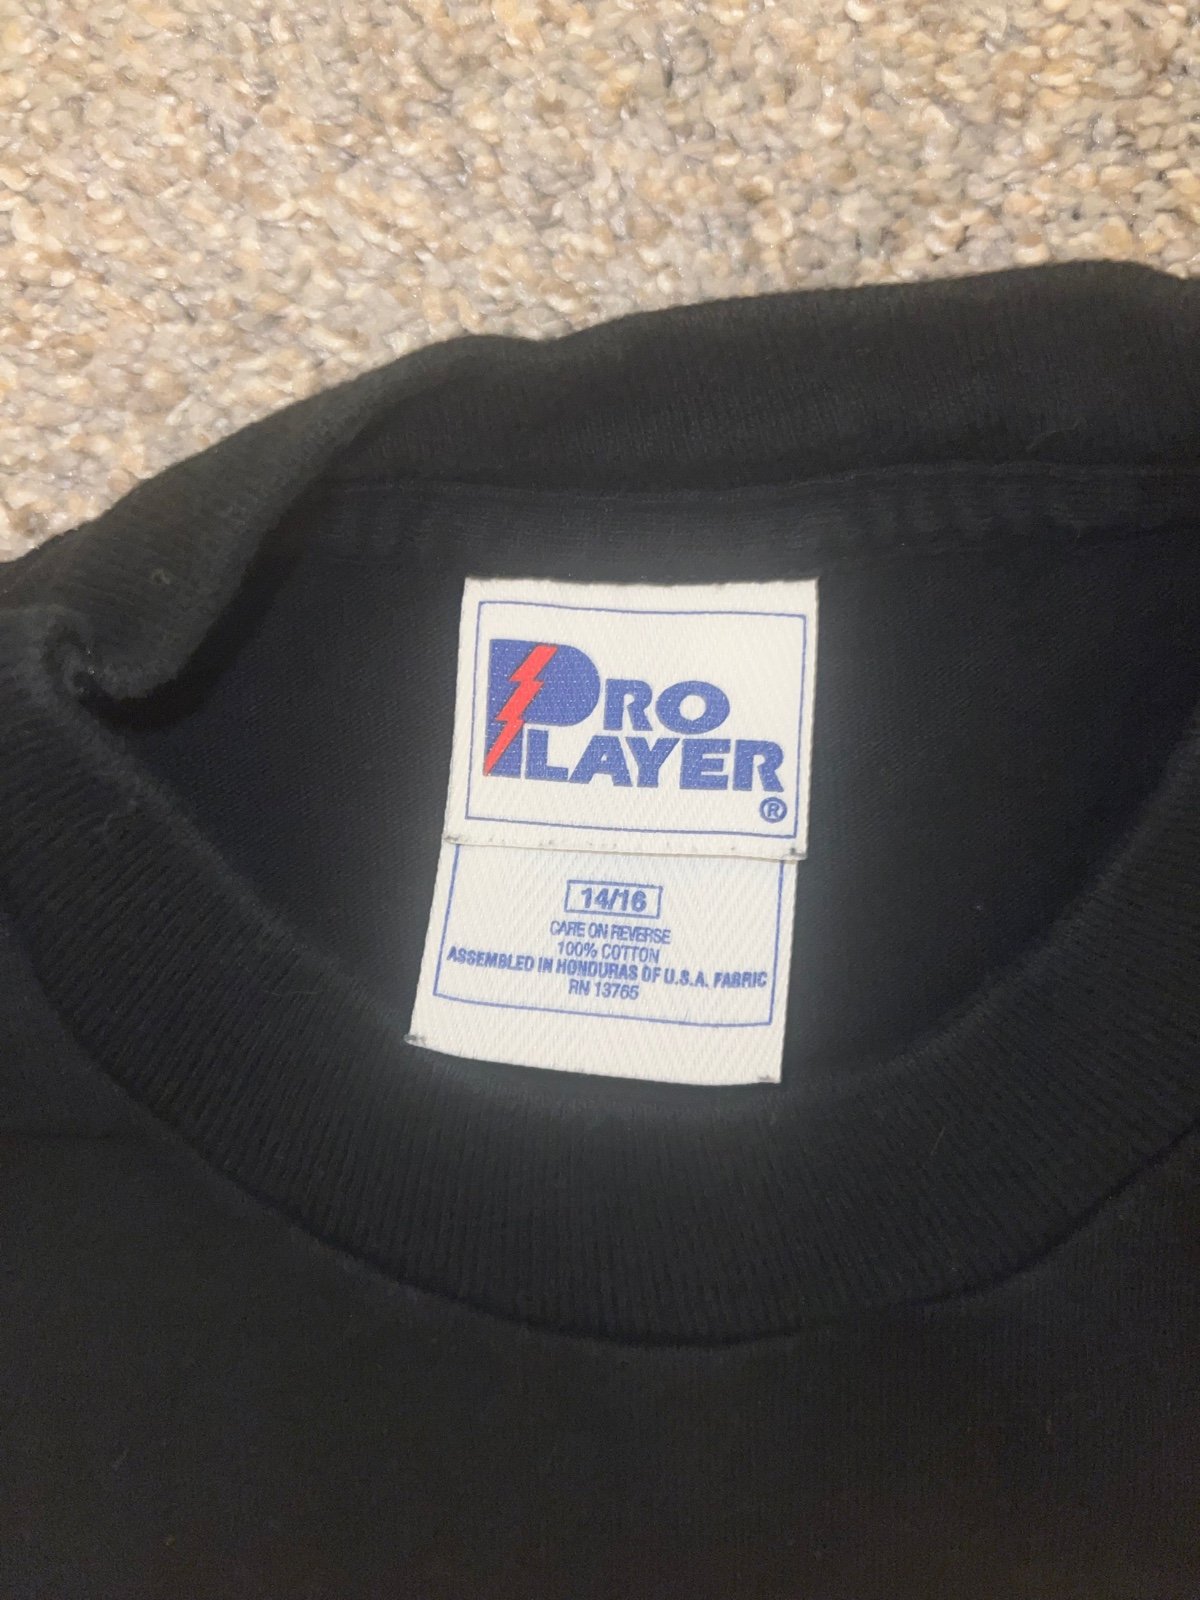 PRO
PLAYER
®
14/16
CARE ON REVERSE
100% COTTON
ASSEMBLED IN HONDURAS OF U.S.A. FABRIC
RN 13765